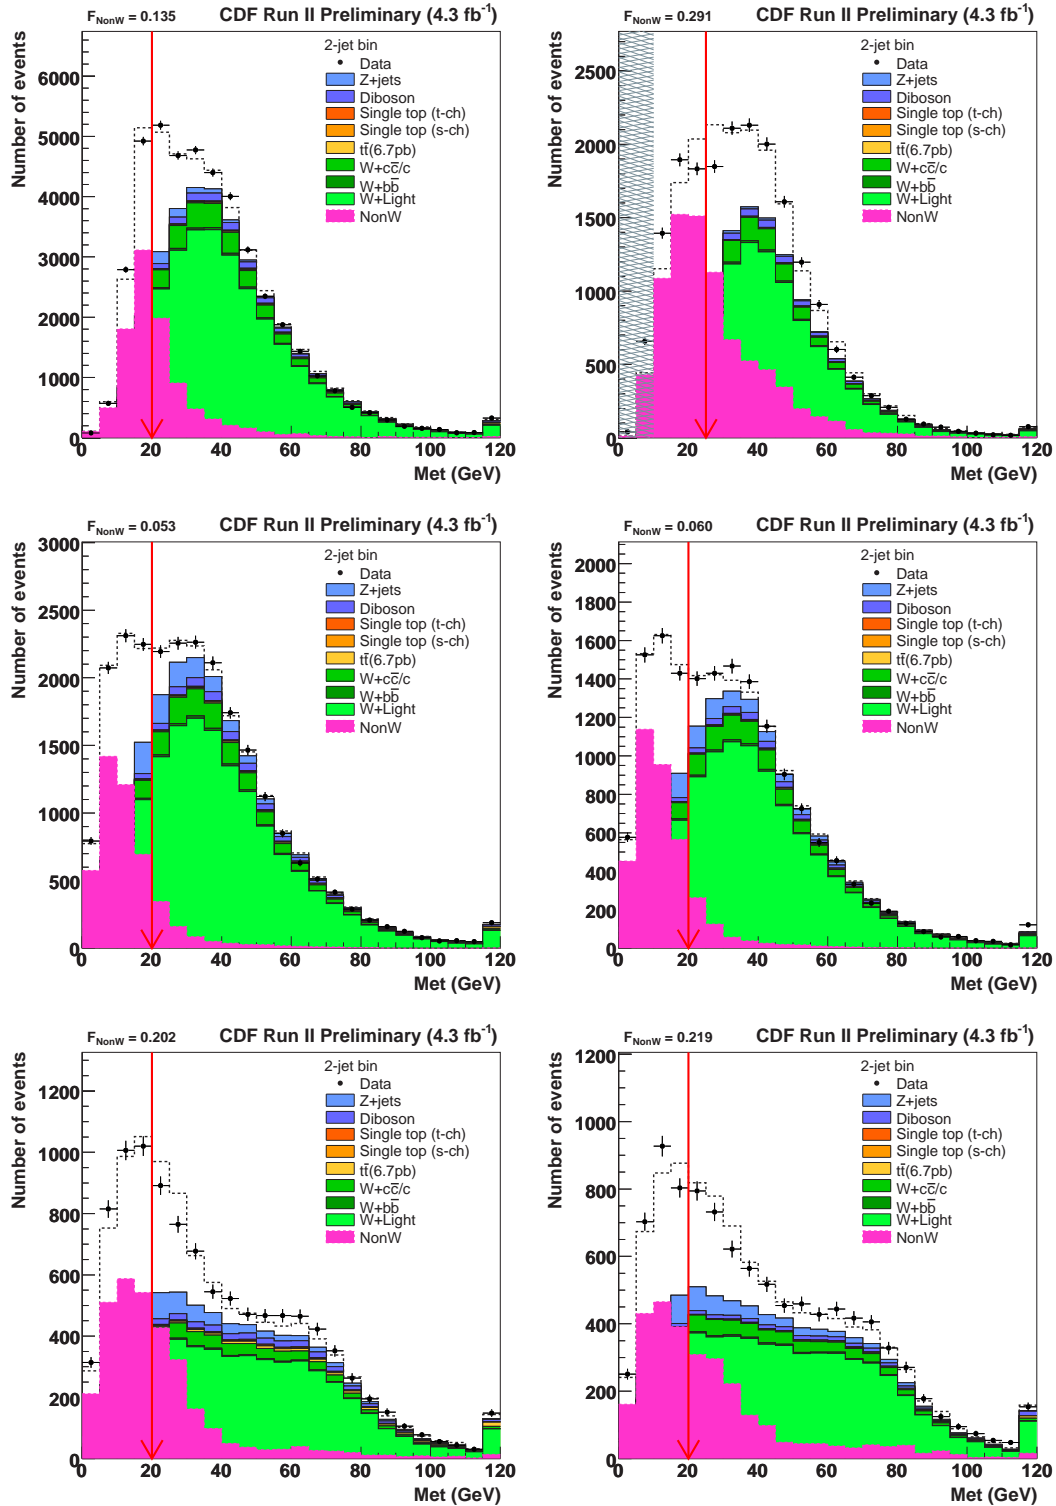 F_NonW = 0.135 CDF Run II Preliminary (4.3 fb⁻¹)
Number of events
6000
5000
4000
3000
2000
1000
0
2-jet bin
Data
Z+jets
Diboson
Single top (t-ch)
Single top (s-ch)
tt̄(6.7pb)
W+cc̄/c
W+bb̄
W+Light
NonW
0 20 40 60 80 100 120
Met (GeV)
F_NonW = 0.291 CDF Run II Preliminary (4.3 fb⁻¹)
Number of events
2500
2000
1500
1000
500
0
2-jet bin
Data
Z+jets
Diboson
Single top (t-ch)
Single top (s-ch)
tt̄(6.7pb)
W+cc̄/c
W+bb̄
W+Light
NonW
0 20 40 60 80 100 120
Met (GeV)
F_NonW = 0.053 CDF Run II Preliminary (4.3 fb⁻¹)
Number of events
3000
2500
2000
1500
1000
500
0
2-jet bin
Data
Z+jets
Diboson
Single top (t-ch)
Single top (s-ch)
tt̄(6.7pb)
W+cc̄/c
W+bb̄
W+Light
NonW
0 20 40 60 80 100 120
Met (GeV)
F_NonW = 0.060 CDF Run II Preliminary (4.3 fb⁻¹)
Number of events
2000
1800
1600
1400
1200
1000
800
600
400
200
0
2-jet bin
Data
Z+jets
Diboson
Single top (t-ch)
Single top (s-ch)
tt̄(6.7pb)
W+cc̄/c
W+bb̄
W+Light
NonW
0 20 40 60 80 100 120
Met (GeV)
F_NonW = 0.202 CDF Run II Preliminary (4.3 fb⁻¹)
Number of events
1200
1000
800
600
400
200
0
2-jet bin
Data
Z+jets
Diboson
Single top (t-ch)
Single top (s-ch)
tt̄(6.7pb)
W+cc̄/c
W+bb̄
W+Light
NonW
0 20 40 60 80 100 120
Met (GeV)
F_NonW = 0.219 CDF Run II Preliminary (4.3 fb⁻¹)
Number of events
1200
1000
800
600
400
200
0
2-jet bin
Data
Z+jets
Diboson
Single top (t-ch)
Single top (s-ch)
tt̄(6.7pb)
W+cc̄/c
W+bb̄
W+Light
NonW
0 20 40 60 80 100 120
Met (GeV)